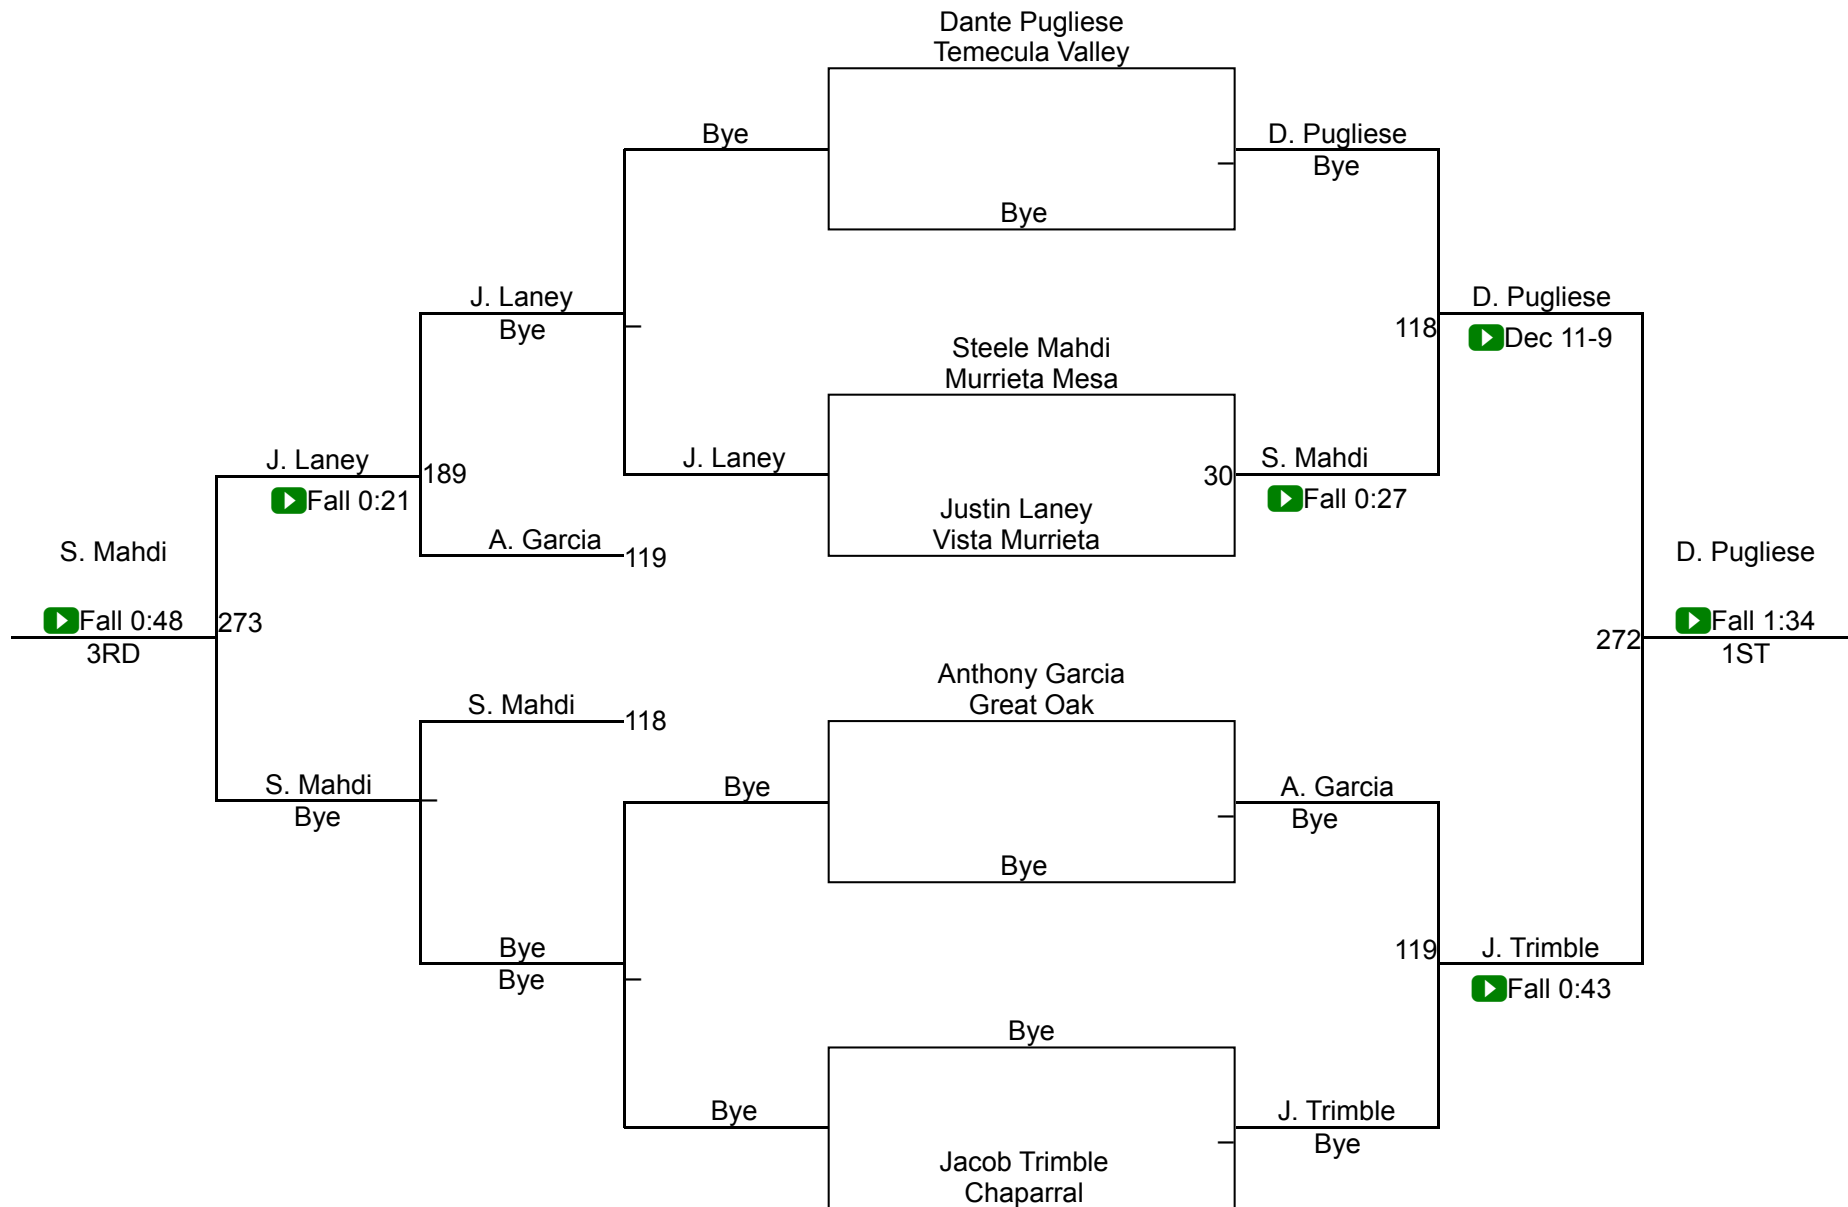 Dante Pugliese
Temecula Valley
Bye
D. Pugliese
Bye
Bye
J. Laney
Bye
D. Pugliese
118
Dec 11-9
Steele Mahdi
Murrieta Mesa
J. Laney
189
Fall 0:21
J. Laney
30
S. Mahdi
Fall 0:27
Justin Laney
Vista Murrieta
A. Garcia
119
S. Mahdi
D. Pugliese
Fall 0:48
273
3RD
272
Fall 1:34
1ST
Anthony Garcia
Great Oak
S. Mahdi
118
S. Mahdi
Bye
Bye
A. Garcia
Bye
Bye
Bye
Bye
119
J. Trimble
Fall 0:43
Bye
Bye
J. Trimble
Bye
Jacob Trimble
Chaparral